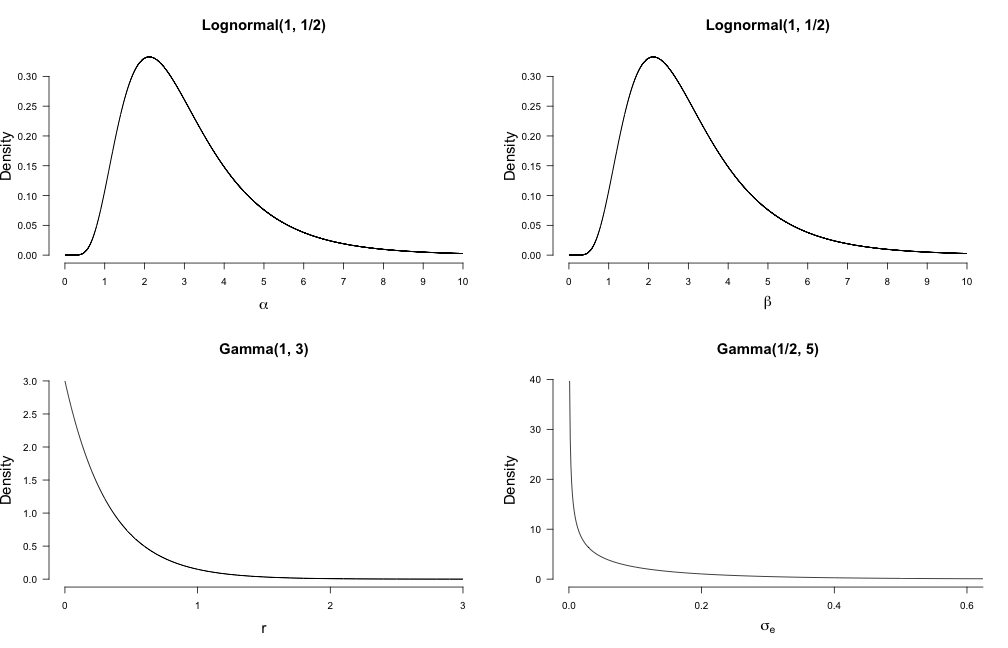 Lognormal(1, 1/2)
Density
0.30
0.25
0.20
0.15
0.10
0.05
0.00
0 1 2 3 4 5 6 7 8 9 10
α
Lognormal(1, 1/2)
Density
0.30
0.25
0.20
0.15
0.10
0.05
0.00
0 1 2 3 4 5 6 7 8 9 10
β
Gamma(1, 3)
Density
3.0
2.5
2.0
1.5
1.0
0.5
0.0
0 1 2 3
r
Gamma(1/2, 5)
Density
40
30
20
10
0
0.0 0.2 0.4 0.6
σe